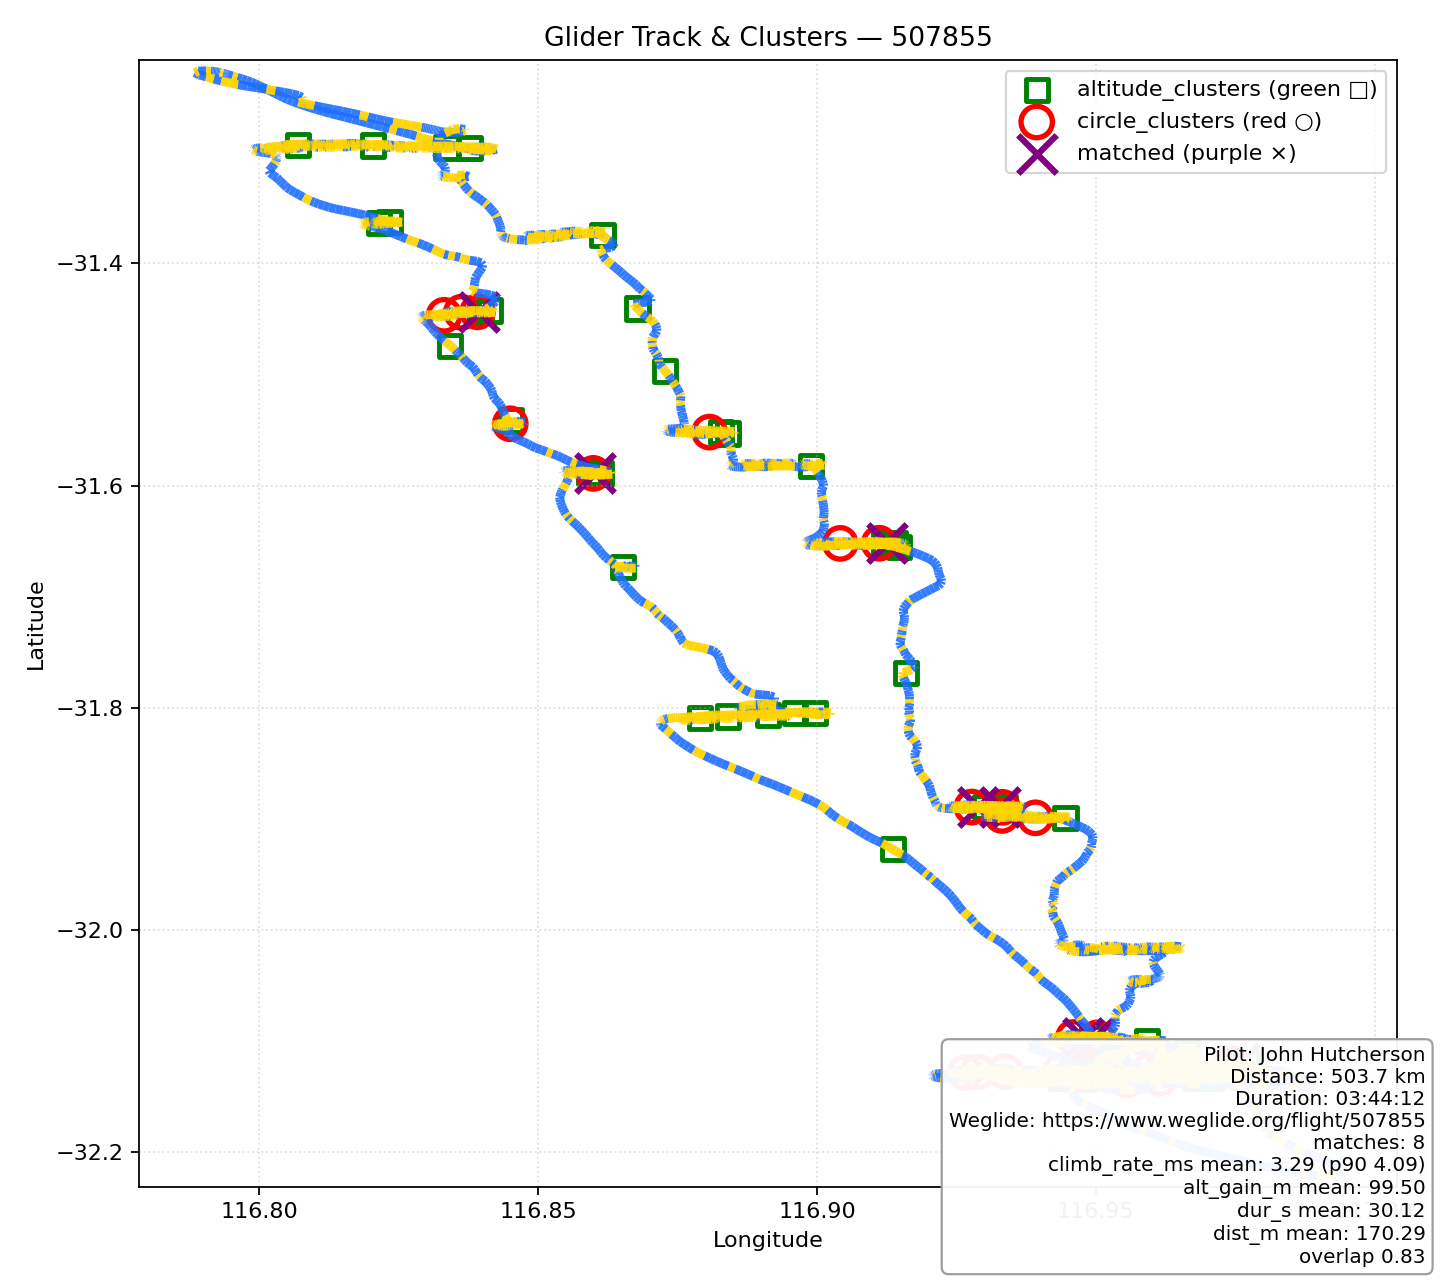 Glider Track & Clusters — 507855
altitude_clusters (green □)
circle_clusters (red ○)
matched (purple ×)
Latitude
−31.4
−31.6
−31.8
−32.0
−32.2
116.80
116.85
116.90
116.95
Longitude
Pilot: John Hutcherson
Distance: 503.7 km
Duration: 03:44:12
Weglide: https://www.weglide.org/flight/507855
matches: 8
climb_rate_ms mean: 3.29 (p90 4.09)
alt_gain_m mean: 99.50
dur_s mean: 30.12
dist_m mean: 170.29
overlap 0.83